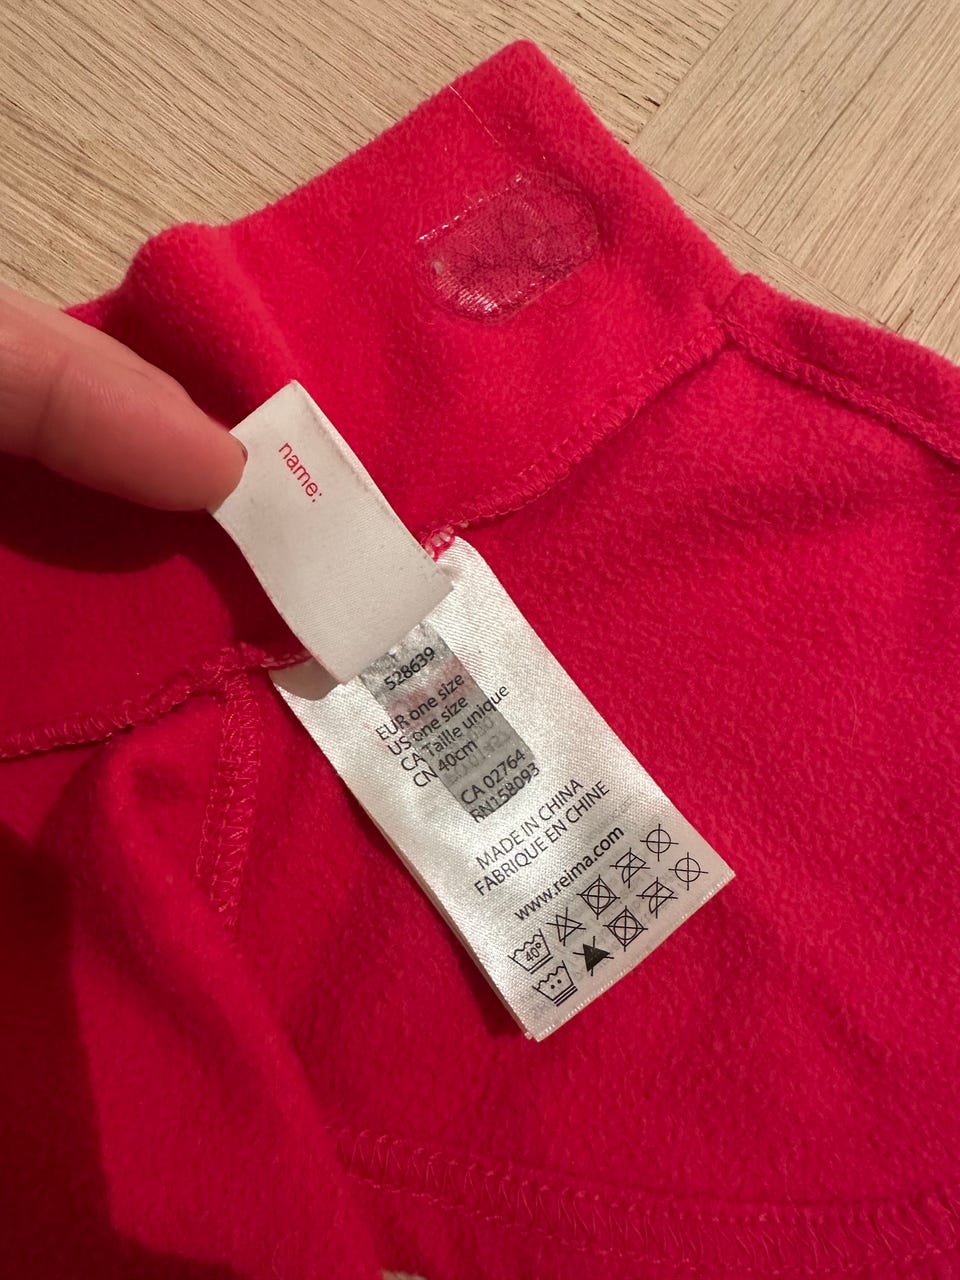 name:
528639
EUR one size
US one size
CA Taille unique
CN 40cm
CA 02764
RN158093
MADE IN CHINA
FABRIQUE EN CHINE
www.reima.com
40°